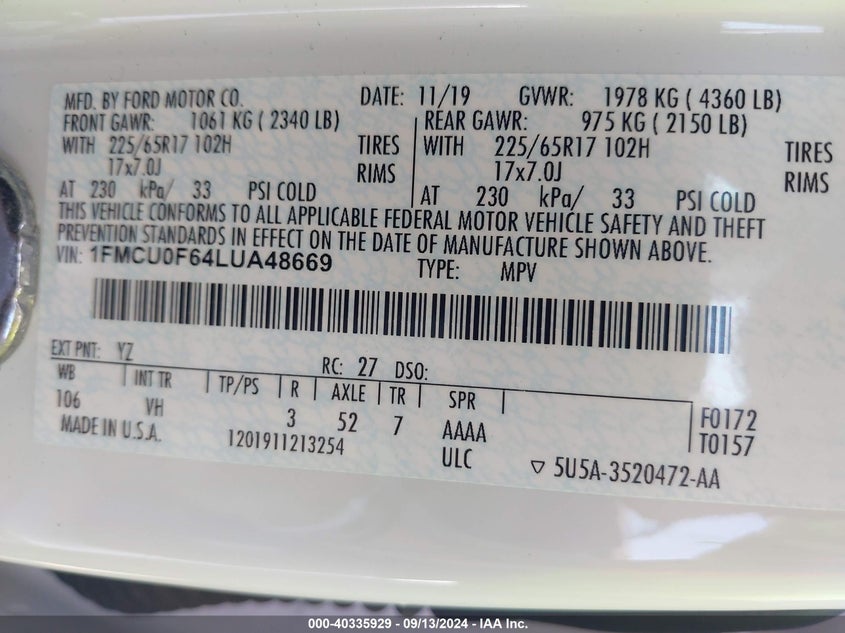 MFD. BY FORD MOTOR CO. DATE: 11/19 GVWR: 1978 KG ( 4360 LB)
FRONT GAWR: 1061 KG ( 2340 LB) REAR GAWR: 975 KG ( 2150 LB)
WITH 225/65R17 102H TIRES WITH 225/65R17 102H TIRES
17x7.0J RIMS 17x7.0J RIMS
AT 230 kPa/ 33 PSI COLD AT 230 kPa/ 33 PSI COLD
THIS VEHICLE CONFORMS TO ALL APPLICABLE FEDERAL MOTOR VEHICLE SAFETY AND THEFT
PREVENTION STANDARDS IN EFFECT ON THE DATE OF MANUFACTURE SHOWN ABOVE.
VIN: 1FMCU0F64LUA48669 TYPE: MPV
EXT PNT: YZ RC: 27 DSO:
WB INT TR TP/PS R AXLE TR SPR
106 VH 3 52 7 AAAA F0172
MADE IN U.S.A. 1201911213254 ULC T0157
▽ 5U5A-3520472-AA
000-40335929 - 09/13/2024 - IAA Inc.